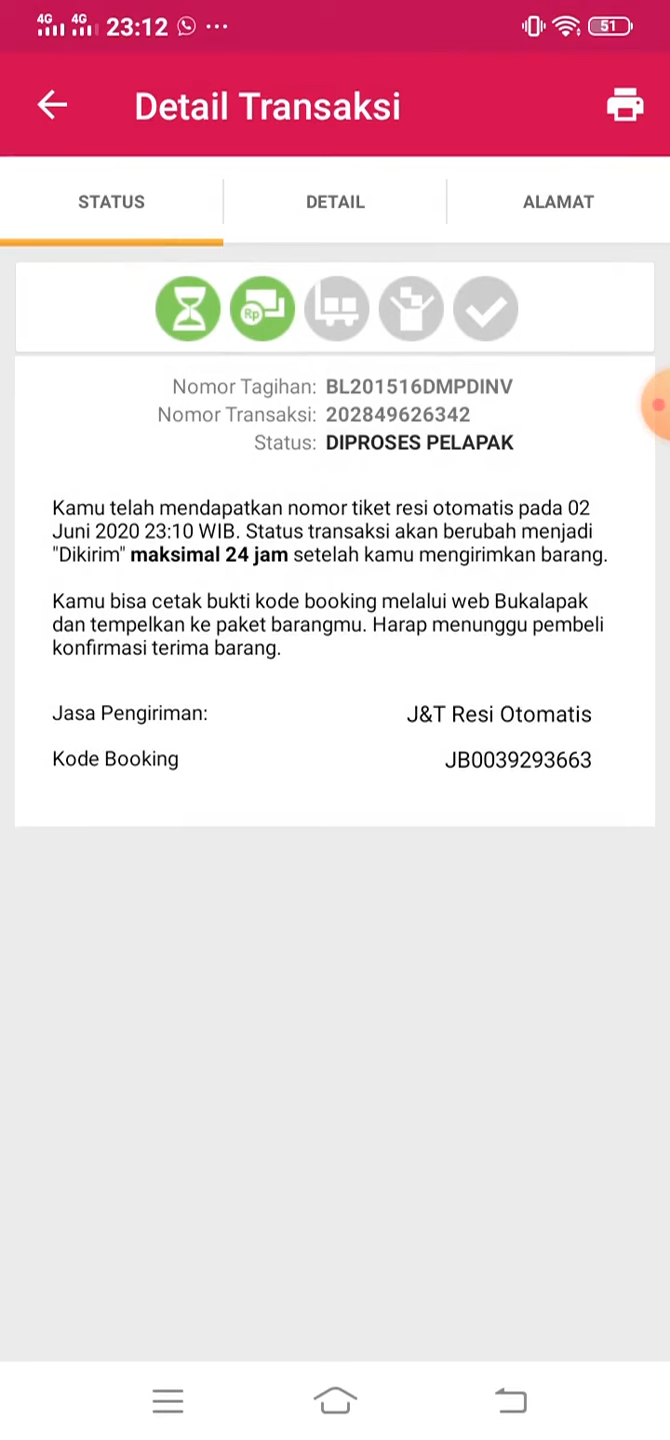 4G 4G 23:12 51
Detail Transaksi
STATUS DETAIL ALAMAT
Rp
Nomor Tagihan: BL201516DMPDINV
Nomor Transaksi: 202849626342
Status: DIPROSES PELAPAK
Kamu telah mendapatkan nomor tiket resi otomatis pada 02
Juni 2020 23:10 WIB. Status transaksi akan berubah menjadi
"Dikirim" maksimal 24 jam setelah kamu mengirimkan barang.
Kamu bisa cetak bukti kode booking melalui web Bukalapak
dan tempelkan ke paket barangmu. Harap menunggu pembeli
konfirmasi terima barang.
Jasa Pengiriman: J&T Resi Otomatis
Kode Booking JB0039293663